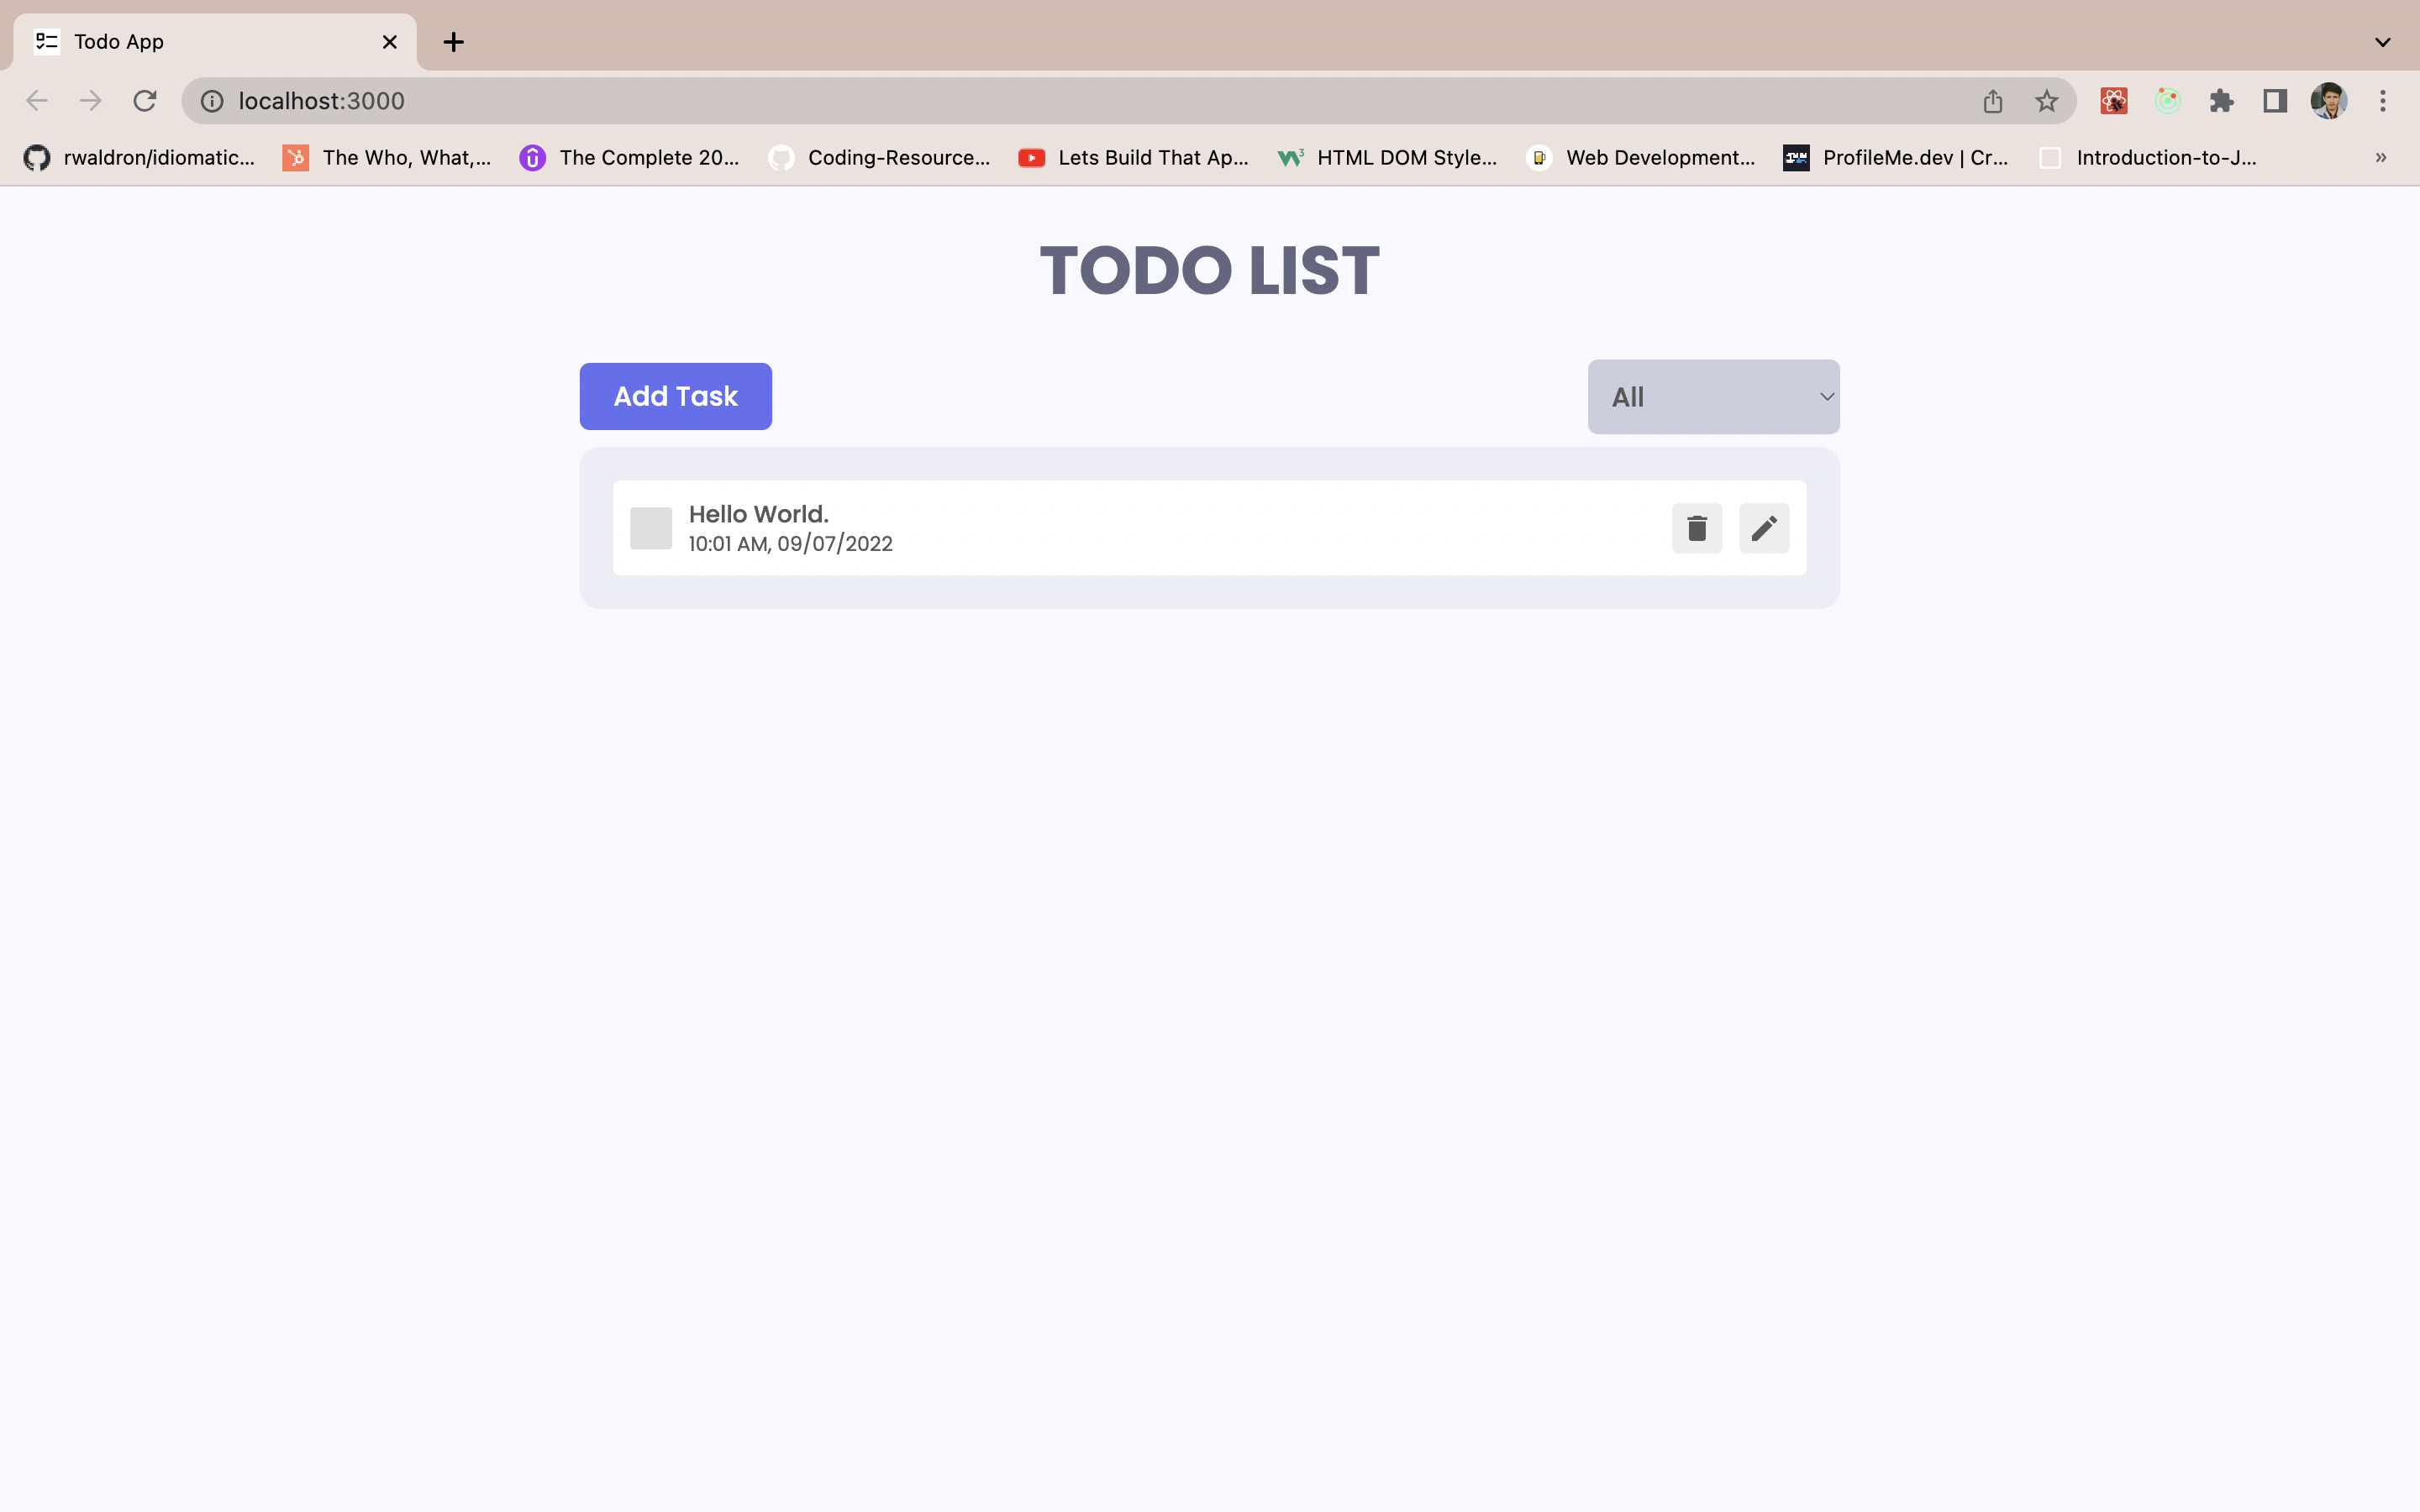 Todo App
localhost:3000
rwaldron/idiomatic...
The Who, What,...
The Complete 20...
Coding-Resource...
Lets Build That Ap...
HTML DOM Style...
Web Development...
ProfileMe.dev | Cr...
Introduction-to-J...
»
TODO LIST
Add Task
All
Hello World.
10:01 AM, 09/07/2022